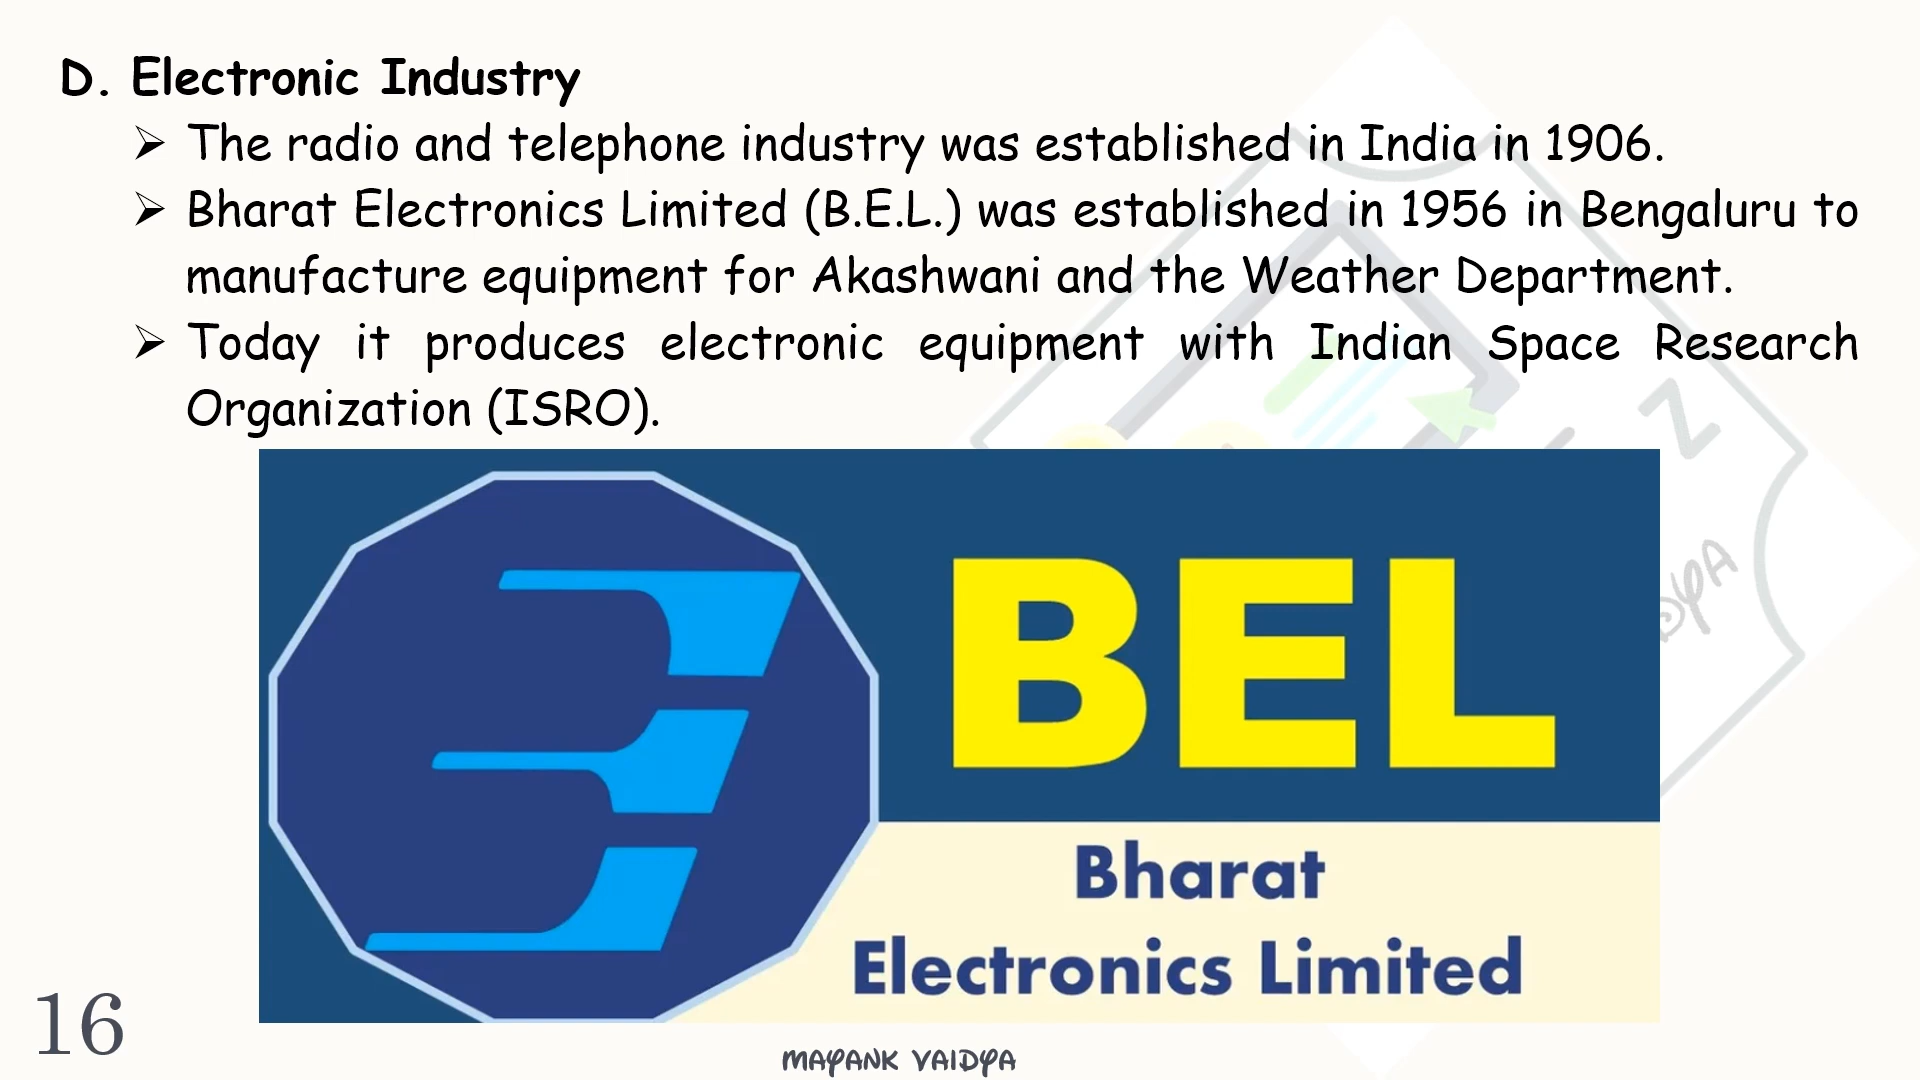 D. Electronic Industry
➢ The radio and telephone industry was established in India in 1906.
➢ Bharat Electronics Limited (B.E.L.) was established in 1956 in Bengaluru to
manufacture equipment for Akashwani and the Weather Department.
➢ Today it produces electronic equipment with Indian Space Research
Organization (ISRO).
BEL
Bharat
Electronics Limited
16
MAYANK VAIDYA